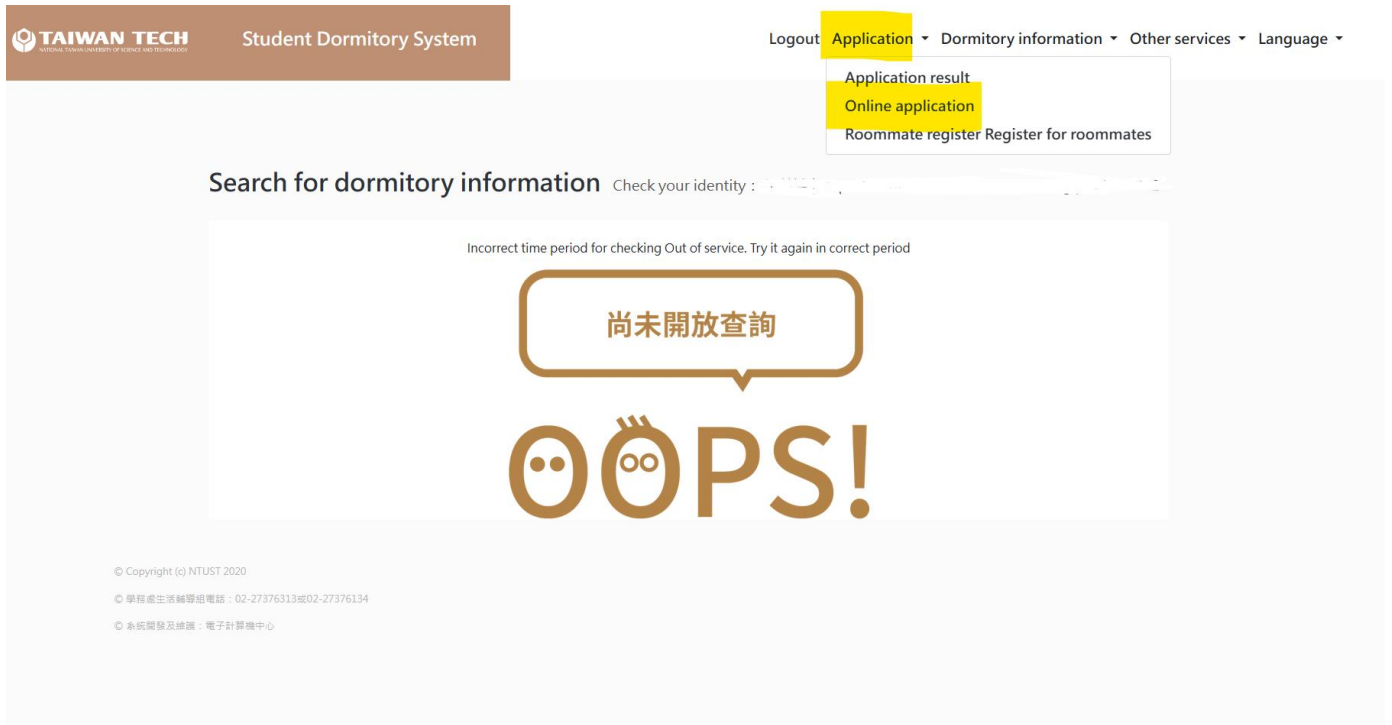 TAIWAN TECH
NATIONAL TAIWAN UNIVERSITY OF SCIENCE AND TECHNOLOGY
Student Dormitory System
Logout Application Dormitory information Other services Language
Application result
Online application
Roommate register Register for roommates
Search for dormitory information Check your identity :
Incorrect time period for checking Out of service. Try it again in correct period
尚未開放查詢
OOPS!
© Copyright (c) NTUST 2020
© 學務處生活輔導組電話：02-27376313或02-27376134
© 系統開發及維護：電子計算機中心